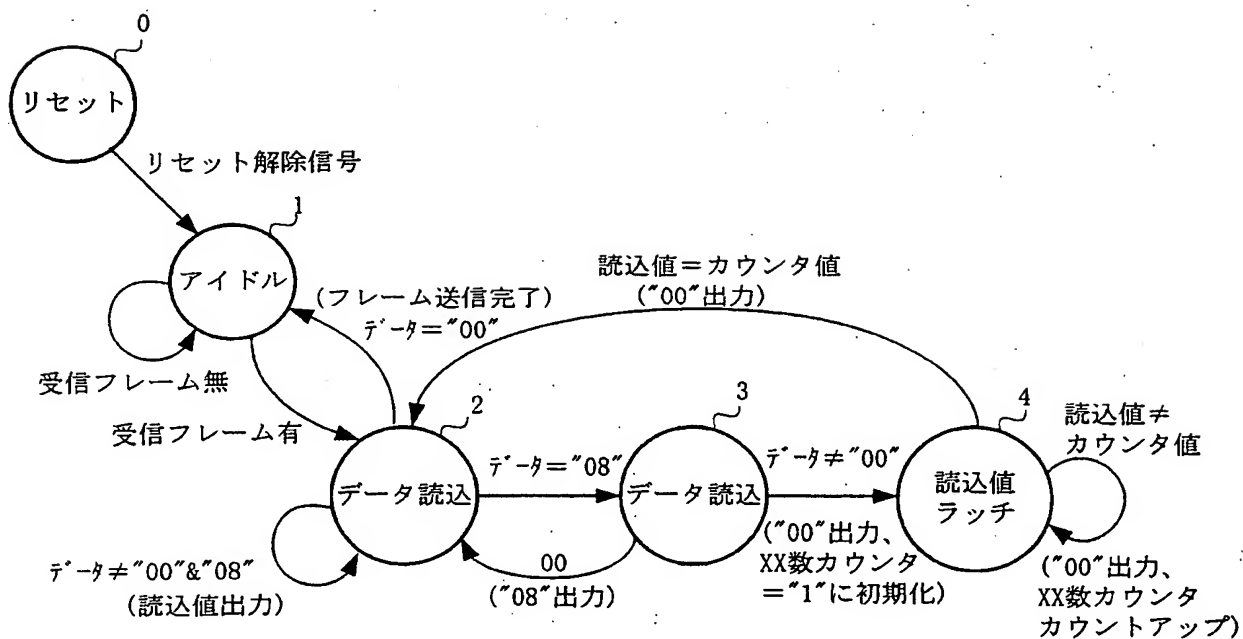 0
リセット
リセット解除信号
1
アイドル
受信フレーム無
(フレーム送信完了)
データ="00"
受信フレーム有
読込値=カウンタ値
("00"出力)
2
データ読込
データ≠"00"&"08"
(読込値出力)
データ="08"
00
("08"出力)
3
データ読込
データ≠"00"
("00"出力、
XX数カウンタ
="1"に初期化)
4
読込値
ラッチ
読込値≠
カウンタ値
("00"出力、
XX数カウンタ
カウントアップ)